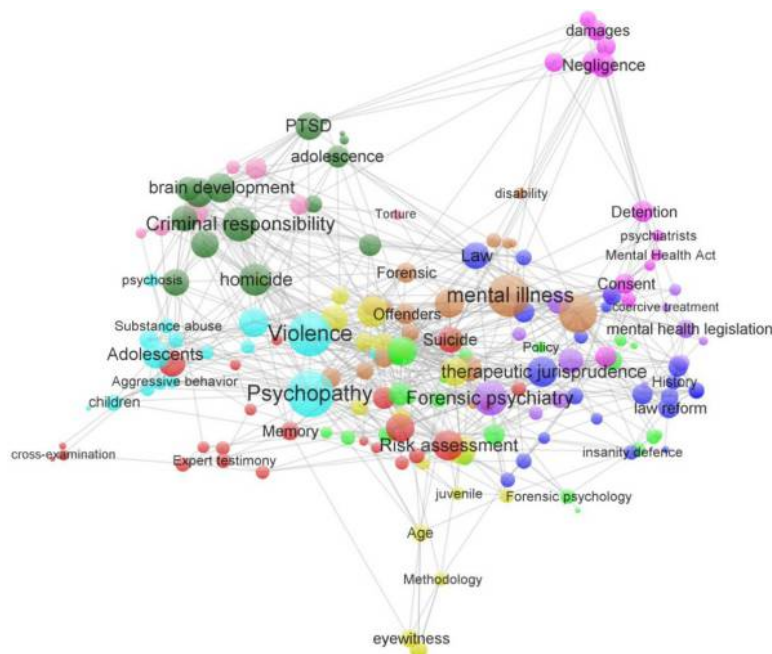 damages
Negligence
PTSD
adolescence
brain development
disability
Criminal responsibility
Torture
Detention
psychiatrists
Law
Mental Health Act
psychosis
homicide
Forensic
Consent
mental illness
coercive treatment
Offenders
Substance abuse
Violence
Suicide
mental health legislation
Policy
Adolescents
therapeutic jurisprudence
Aggressive behavior
History
Psychopathy
Forensic psychiatry
children
law reform
Memory
Risk assessment
cross-examination
Expert testimony
insanity defence
juvenile
Forensic psychology
Age
Methodology
eyewitness